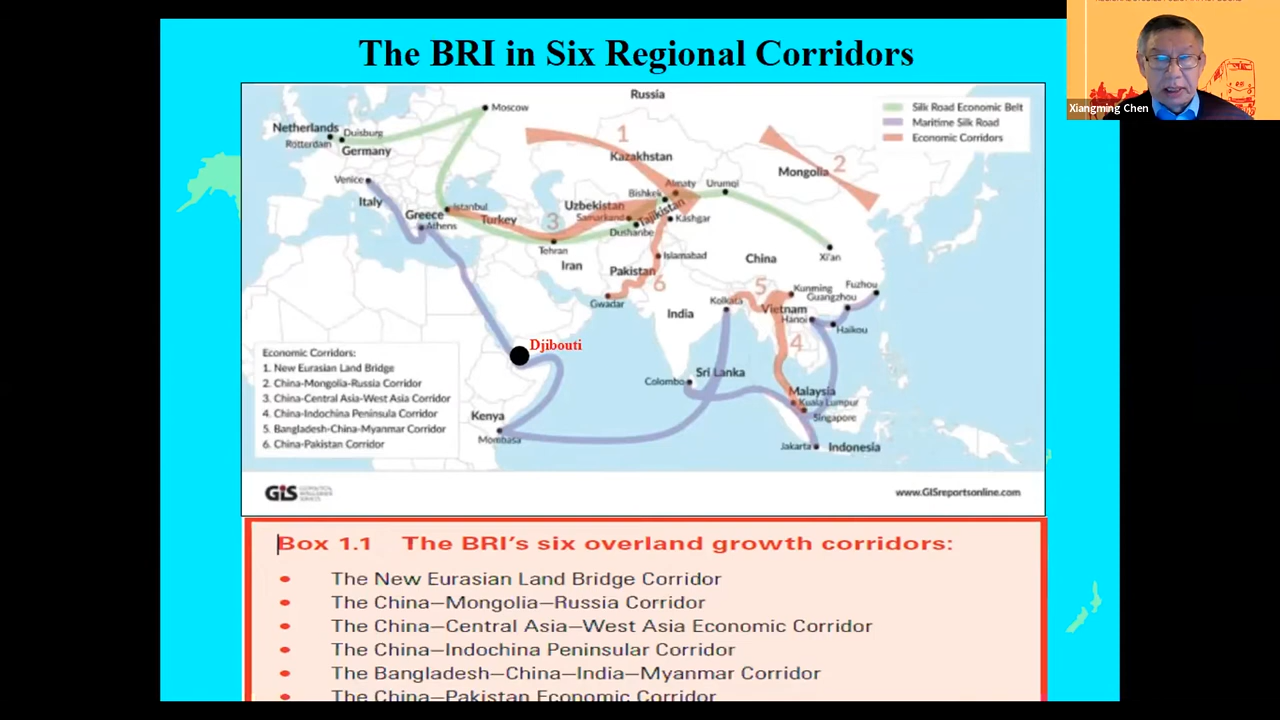 The BRI in Six Regional Corridors
Xiangming Chen
Russia
Silk Road Economic Belt
Maritime Silk Road
Economic Corridors
Moscow
Netherlands
Duisburg
Rotterdam
Germany
1
Kazakhstan
Mongolia
2
Venice
Italy
Bishkek
Almaty
Urumqi
Greece
Istanbul
Athens
Turkey
Uzbekistan
Samarkand
Tajikistan
Kashgar
3
Dushanbe
Tehran
Iran
Islamabad
Pakistan
6
Gwadar
China
Xi'an
India
Kolkata
5
Kunming
Fuzhou
Guangzhou
Vietnam
Hanoi
Haikou
4
Djibouti
Colombo
Sri Lanka
Malaysia
Kuala Lumpur
Singapore
Kenya
Mombasa
Jakarta
Indonesia
Economic Corridors:
1. New Eurasian Land Bridge
2. China-Mongolia-Russia Corridor
3. China-Central Asia-West Asia Corridor
4. China-Indochina Peninsula Corridor
5. Bangladesh-China-Myanmar Corridor
6. China-Pakistan Corridor
GIS
www.GISreportsonline.com
Box 1.1 The BRI's six overland growth corridors:
• The New Eurasian Land Bridge Corridor
• The China–Mongolia–Russia Corridor
• The China–Central Asia–West Asia Economic Corridor
• The China–Indochina Peninsular Corridor
• The Bangladesh–China–India–Myanmar Corridor
• The China–Pakistan Economic Corridor